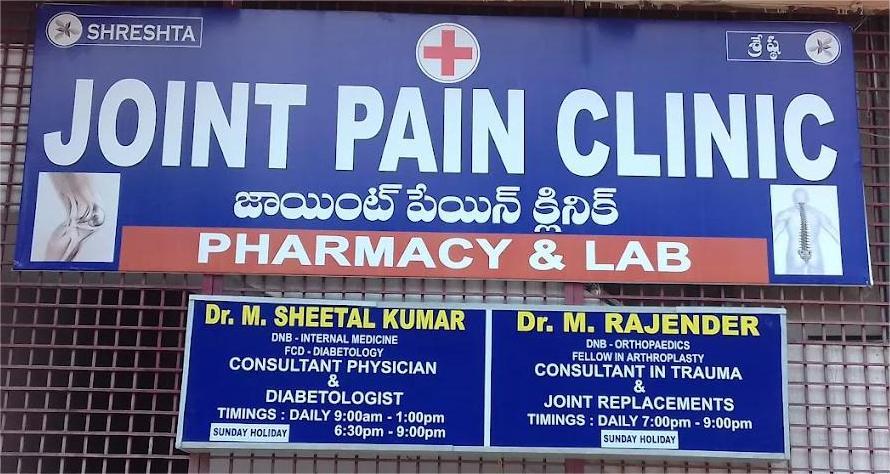 SHRESHTA
శ్రేష్ఠ
JOINT PAIN CLINIC
జాయింట్ పేయిన్ క్లినిక్
PHARMACY & LAB
Dr. M. SHEETAL KUMAR
DNB - INTERNAL MEDICINE
FCD - DIABETOLOGY
CONSULTANT PHYSICIAN
&
DIABETOLOGIST
TIMINGS : DAILY 9:00am - 1:00pm
SUNDAY HOLIDAY 6:30pm - 9:00pm
Dr. M. RAJENDER
DNB - ORTHOPAEDICS
FELLOW IN ARTHROPLASTY
CONSULTANT IN TRAUMA
&
JOINT REPLACEMENTS
TIMINGS : DAILY 7:00pm - 9:00pm
SUNDAY HOLIDAY